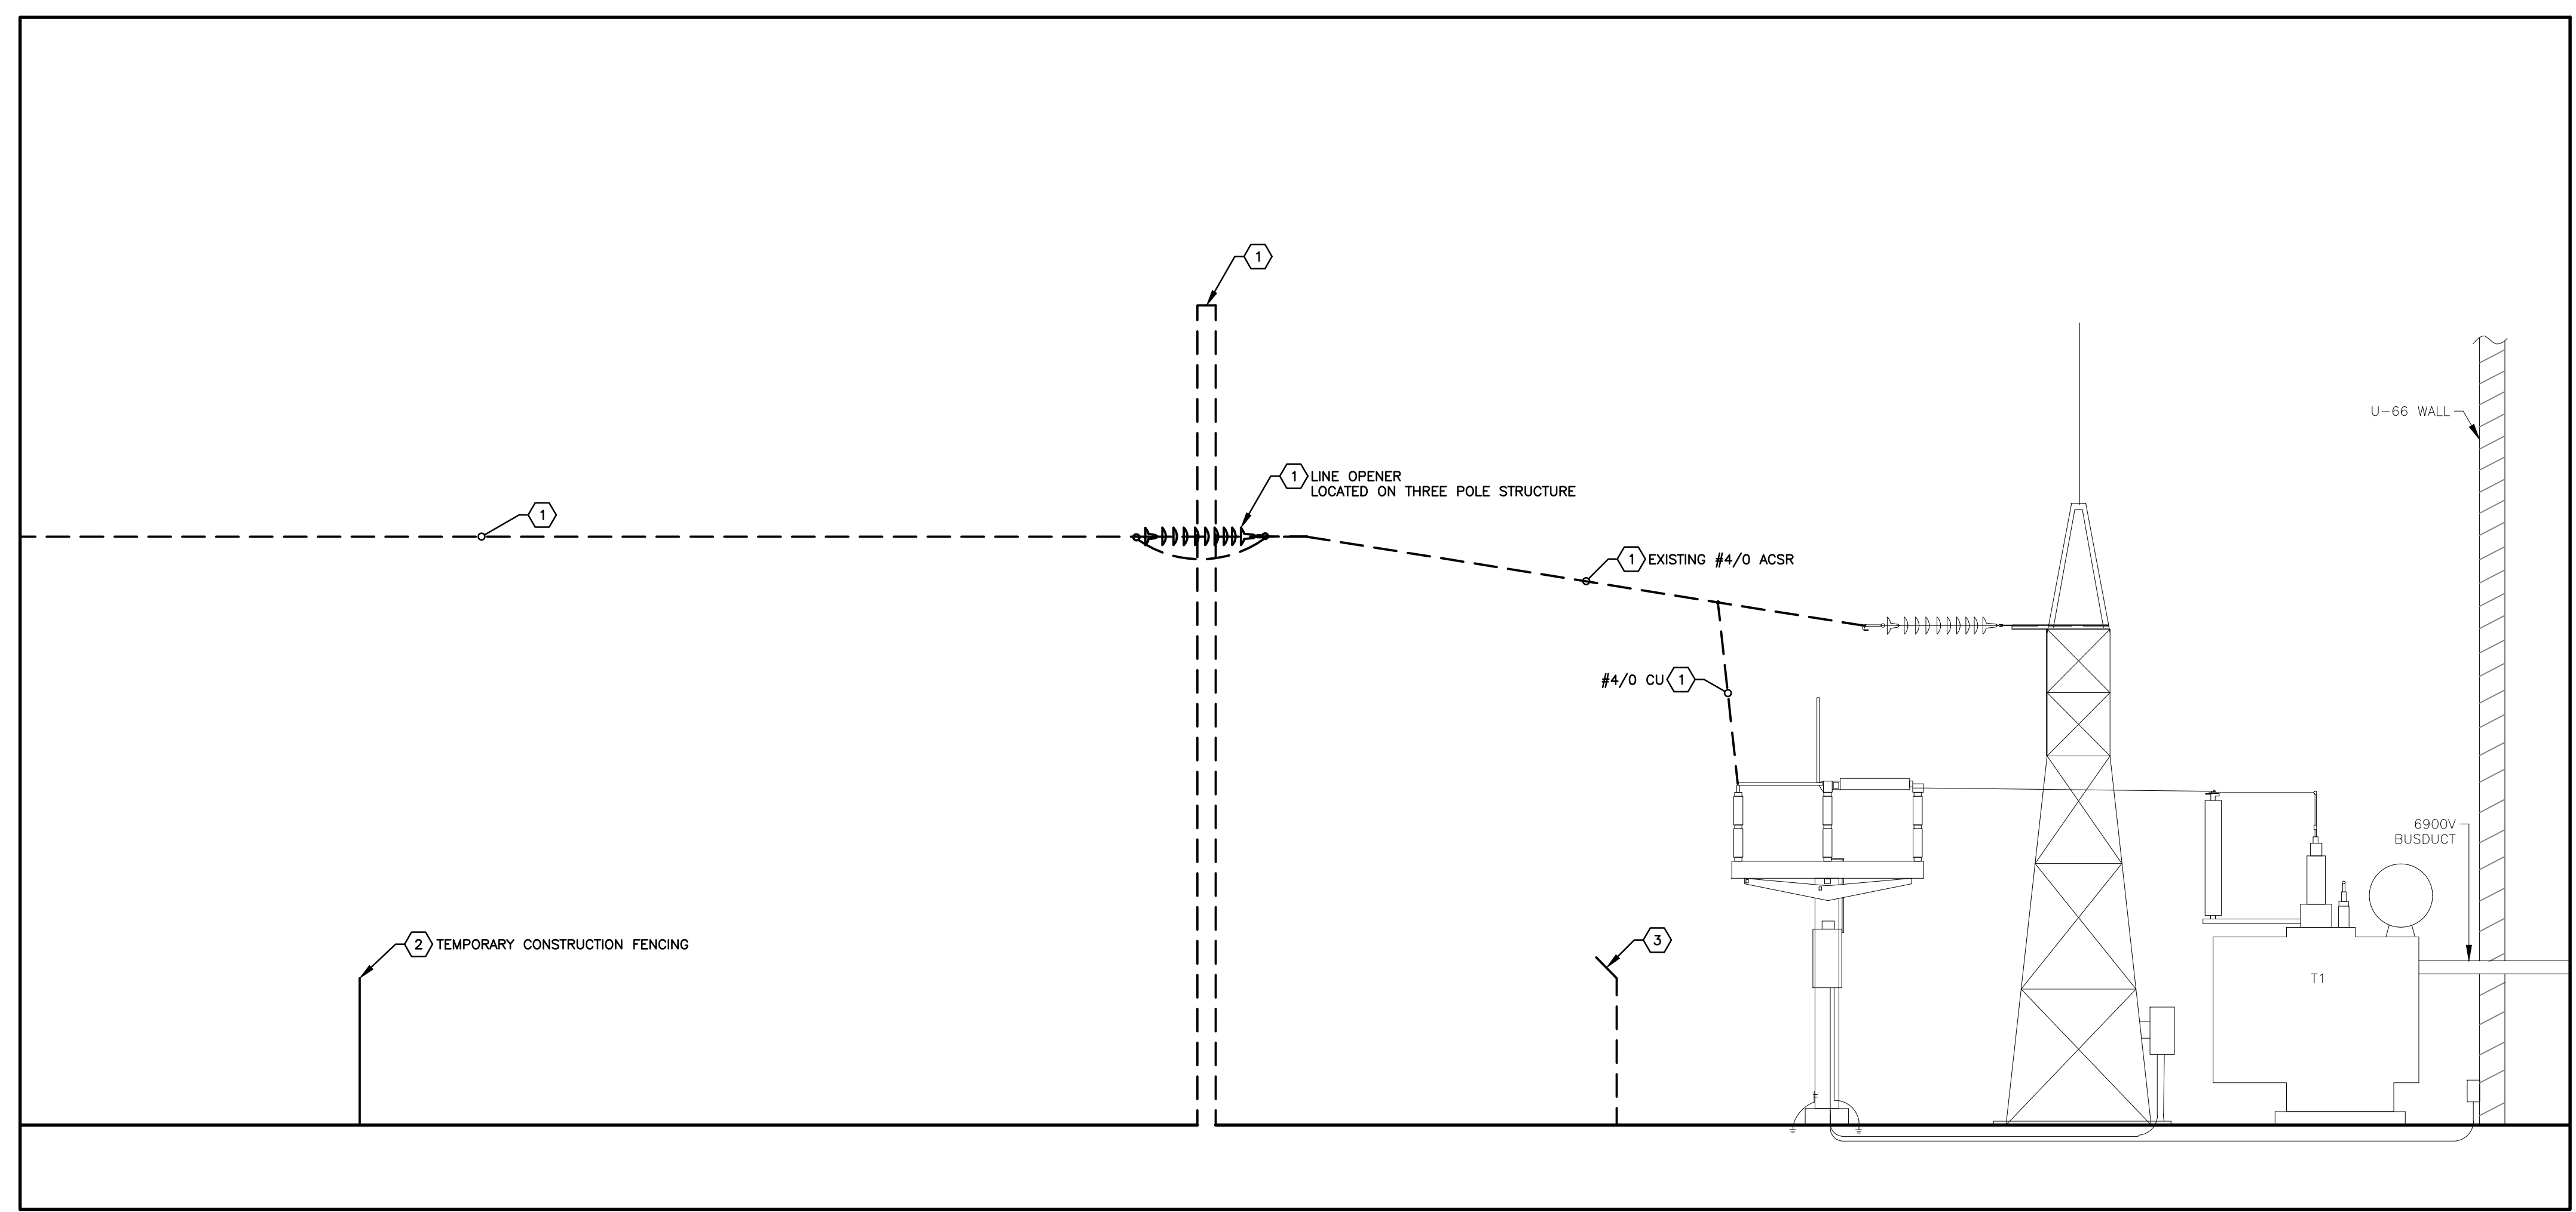 1
U-66 WALL
1 LINE OPENER
LOCATED ON THREE POLE STRUCTURE
1
1 EXISTING #4/0 ACSR
#4/0 CU 1
6900V
BUSDUCT
2 TEMPORARY CONSTRUCTION FENCING
3
T1